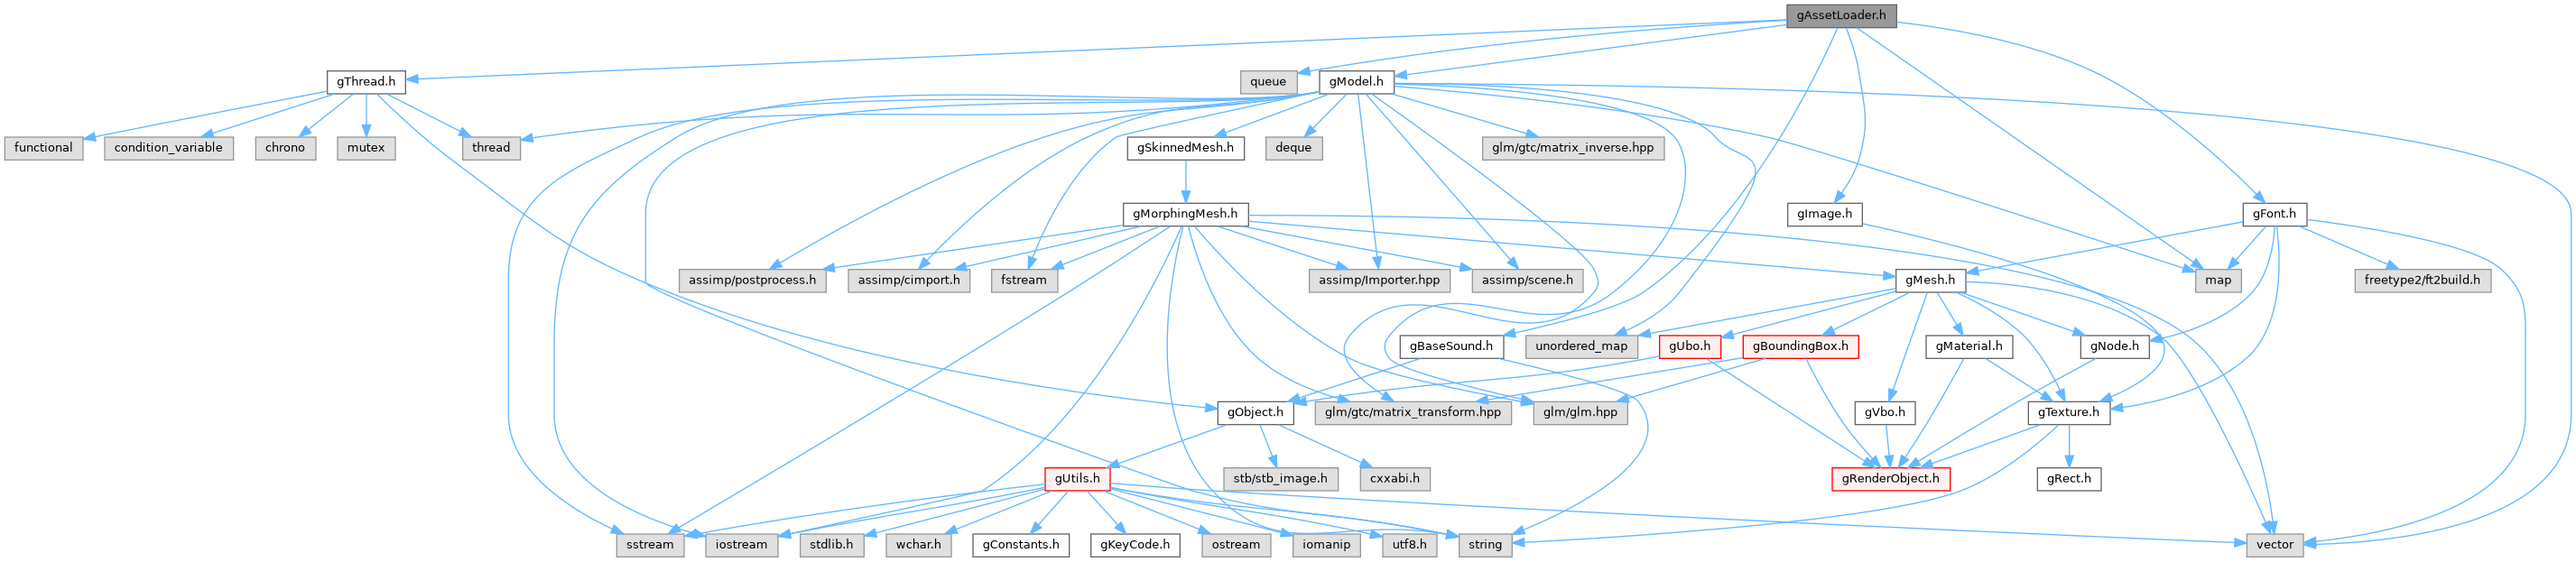 gAssetLoader.h
gThread.h
queue
gModel.h
functional
condition_variable
chrono
mutex
thread
gSkinnedMesh.h
deque
glm/gtc/matrix_inverse.hpp
gMorphingMesh.h
gImage.h
gFont.h
assimp/postprocess.h
assimp/cimport.h
fstream
assimp/Importer.hpp
assimp/scene.h
gMesh.h
map
freetype2/ft2build.h
gBaseSound.h
unordered_map
gUbo.h
gBoundingBox.h
gMaterial.h
gNode.h
gObject.h
glm/gtc/matrix_transform.hpp
glm/glm.hpp
gVbo.h
gTexture.h
gUtils.h
stb/stb_image.h
cxxabi.h
gRenderObject.h
gRect.h
sstream
iostream
stdlib.h
wchar.h
gConstants.h
gKeyCode.h
ostream
iomanip
utf8.h
string
vector